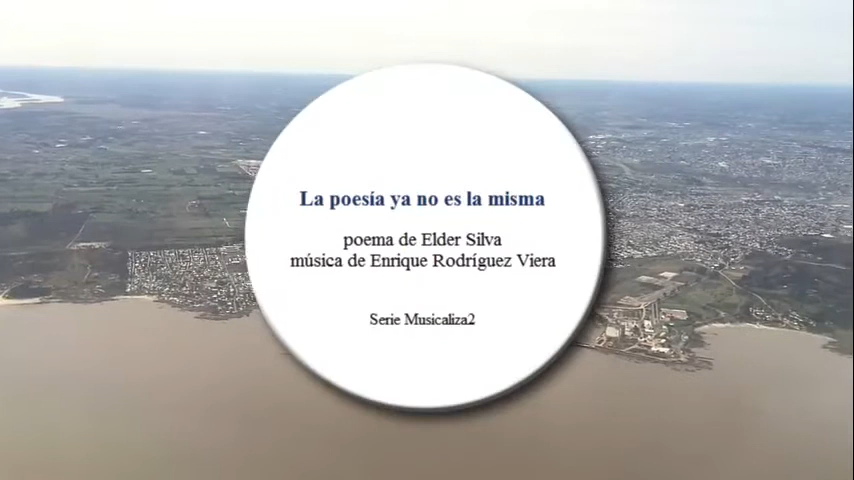 La poesía ya no es la misma
poema de Elder Silva
música de Enrique Rodríguez Viera
Serie Musicaliza2